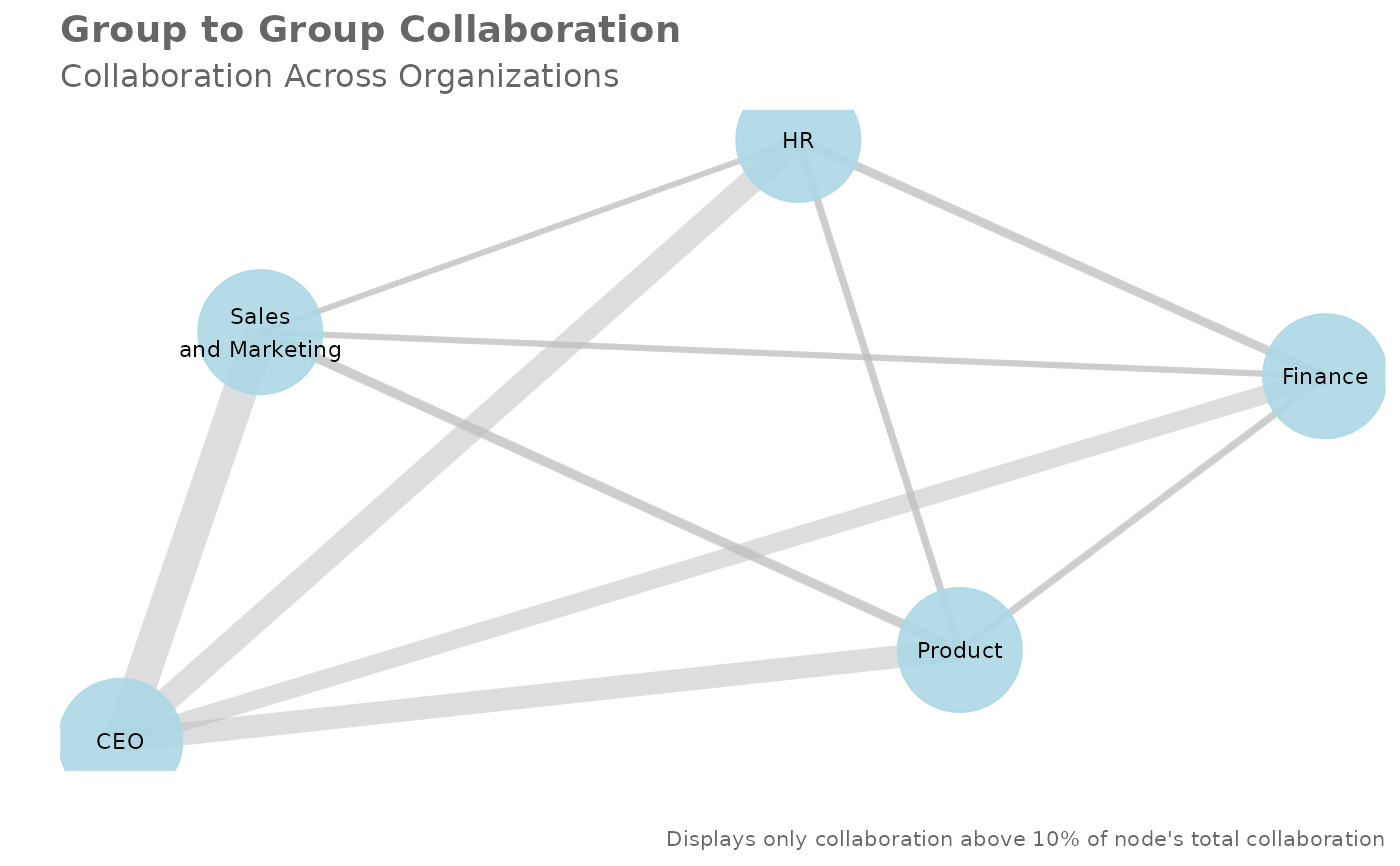 Group to Group Collaboration
Collaboration Across Organizations
HR
Sales
and Marketing
Finance
Product
CEO
Displays only collaboration above 10% of node's total collaboration